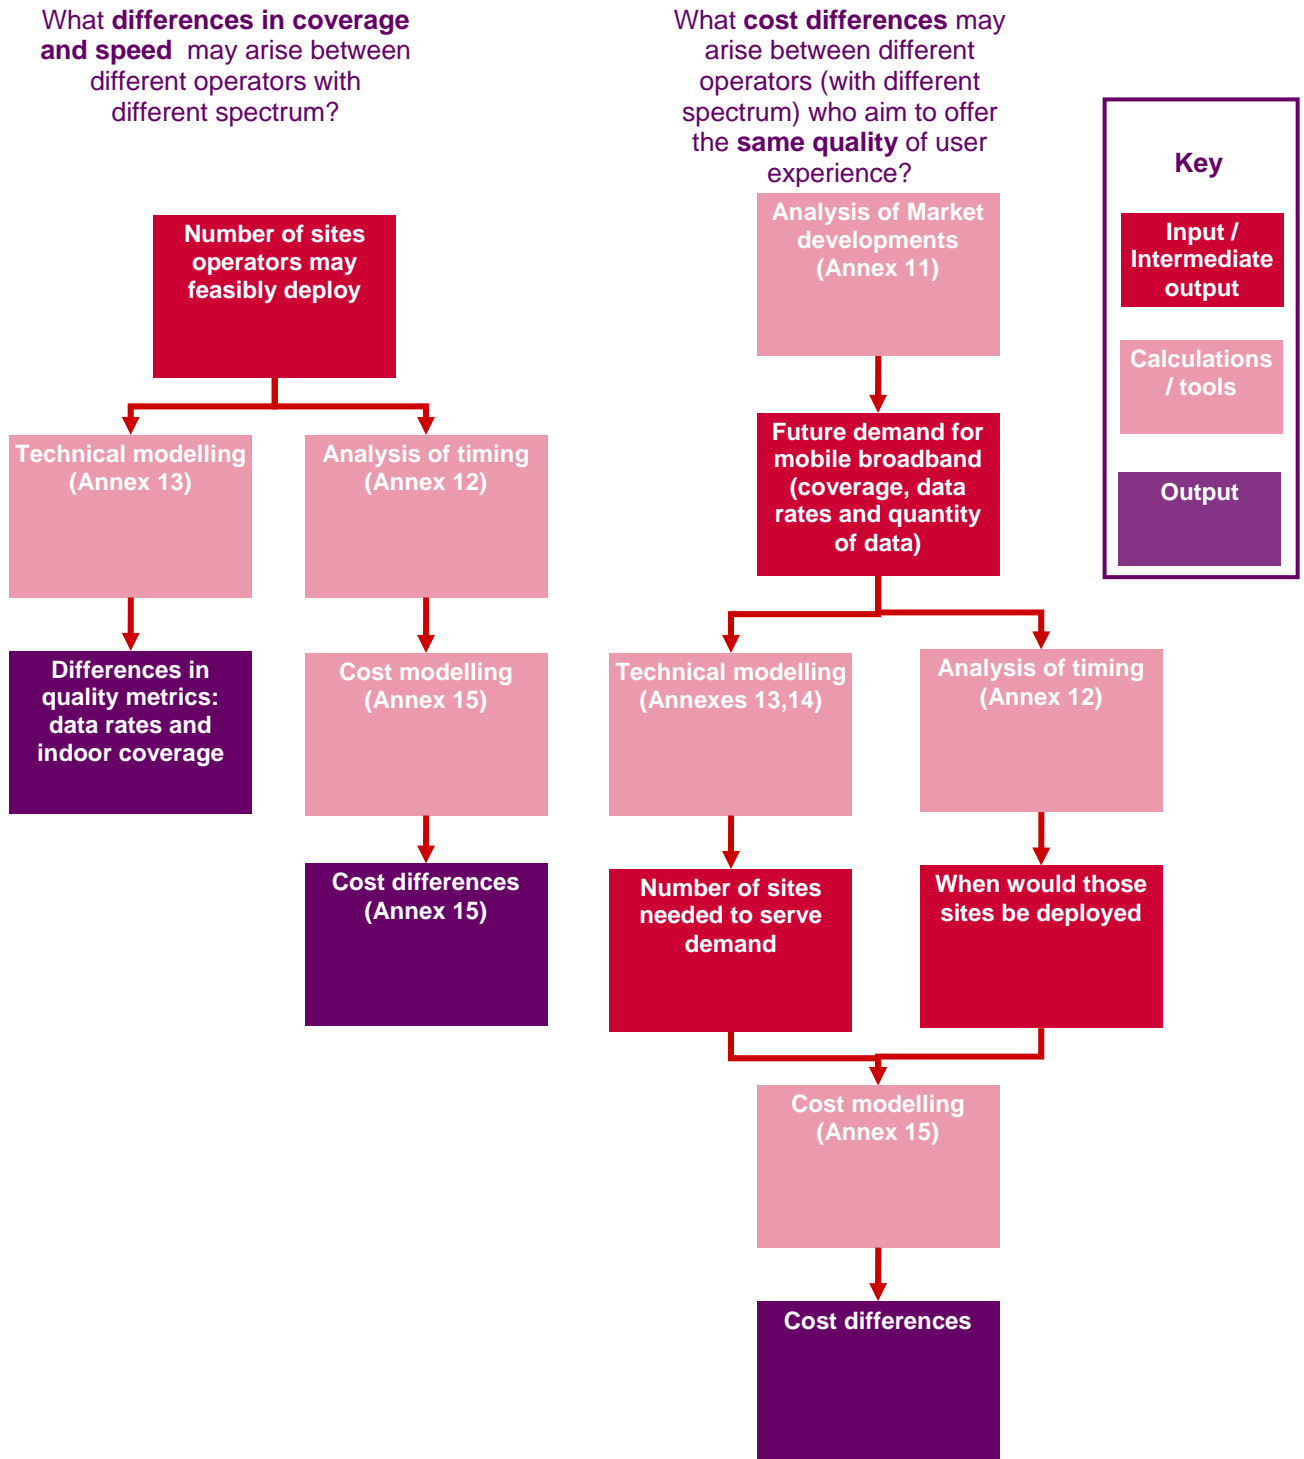 What differences in coverage
and speed may arise between
different operators with
different spectrum?
Number of sites
operators may
feasibly deploy
Technical modelling
(Annex 13)
Analysis of timing
(Annex 12)
Differences in
quality metrics:
data rates and
indoor coverage
Cost modelling
(Annex 15)
Cost differences
(Annex 15)
What cost differences may
arise between different
operators (with different
spectrum) who aim to offer
the same quality of user
experience?
Analysis of Market
developments
(Annex 11)
Future demand for
mobile broadband
(coverage, data
rates and quantity
of data)
Technical modelling
(Annexes 13,14)
Analysis of timing
(Annex 12)
Number of sites
needed to serve
demand
When would those
sites be deployed
Cost modelling
(Annex 15)
Cost differences
Key
Input /
Intermediate
output
Calculations
/ tools
Output